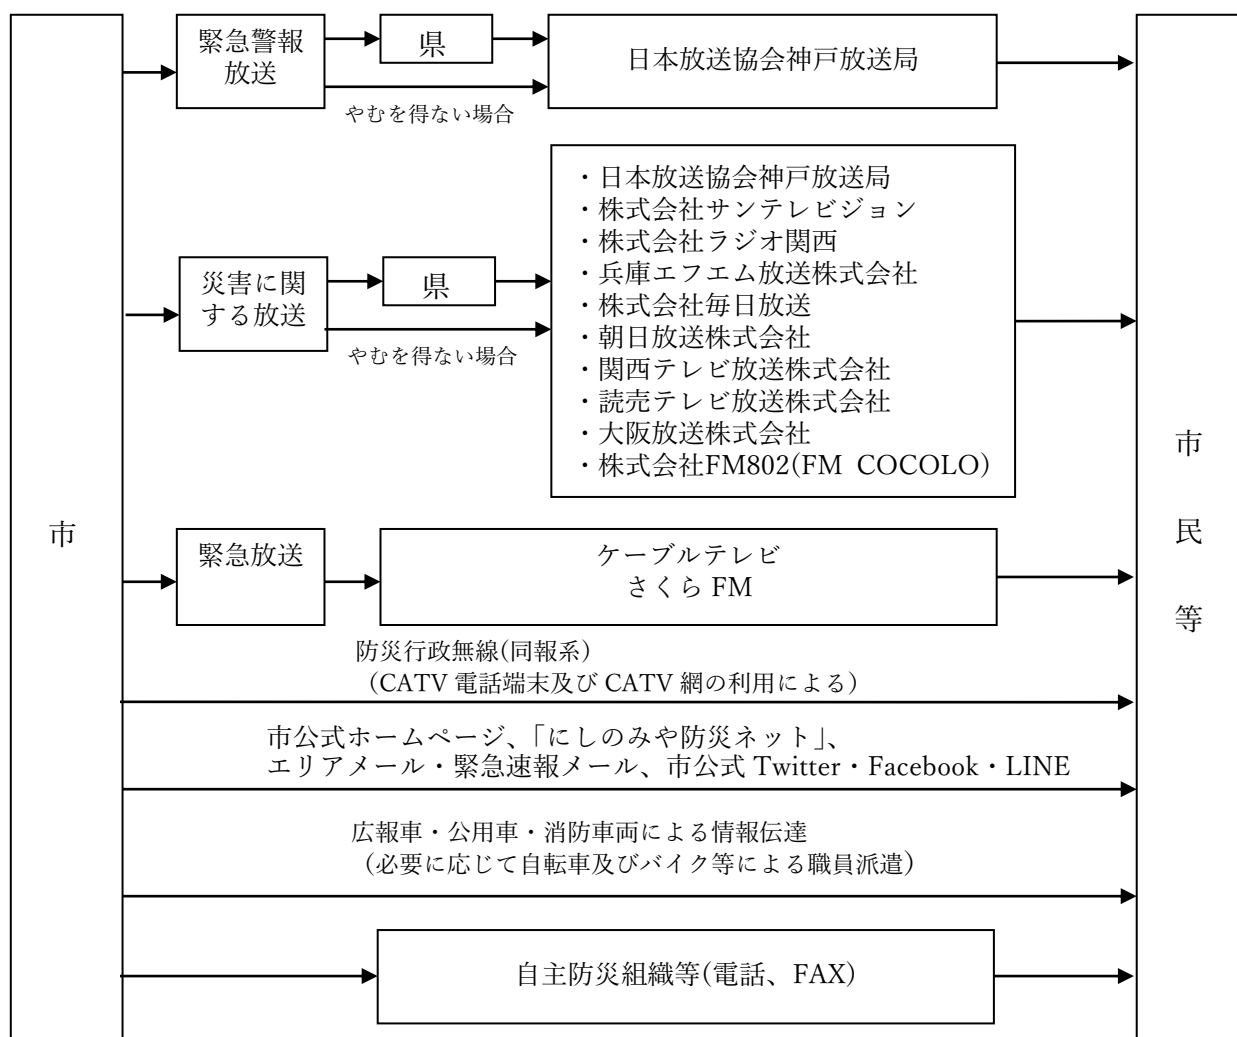 市
緊急警報
放送
県
やむを得ない場合
日本放送協会神戸放送局
災害に関
する放送
県
やむを得ない場合
・日本放送協会神戸放送局
・株式会社サンテレビジョン
・株式会社ラジオ関西
・兵庫エフエム放送株式会社
・株式会社毎日放送
・朝日放送株式会社
・関西テレビ放送株式会社
・読売テレビ放送株式会社
・大阪放送株式会社
・株式会社FM802(FM COCOLO)
緊急放送
ケーブルテレビ
さくら FM
防災行政無線(同報系)
（CATV 電話端末及び CATV 網の利用による）
市公式ホームページ、「にしのみや防災ネット」、
エリアメール・緊急速報メール、市公式 Twitter・Facebook・LINE
広報車・公用車・消防車両による情報伝達
（必要に応じて自転車及びバイク等による職員派遣）
自主防災組織等(電話、FAX)
市
民
等